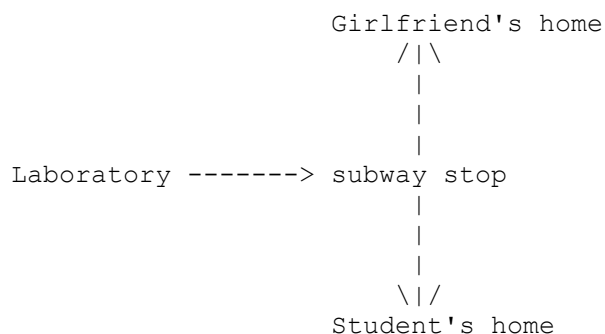 Girlfriend's home
/|\
|
|
|
Laboratory -------> subway stop
|
|
|
\|/
Student's home